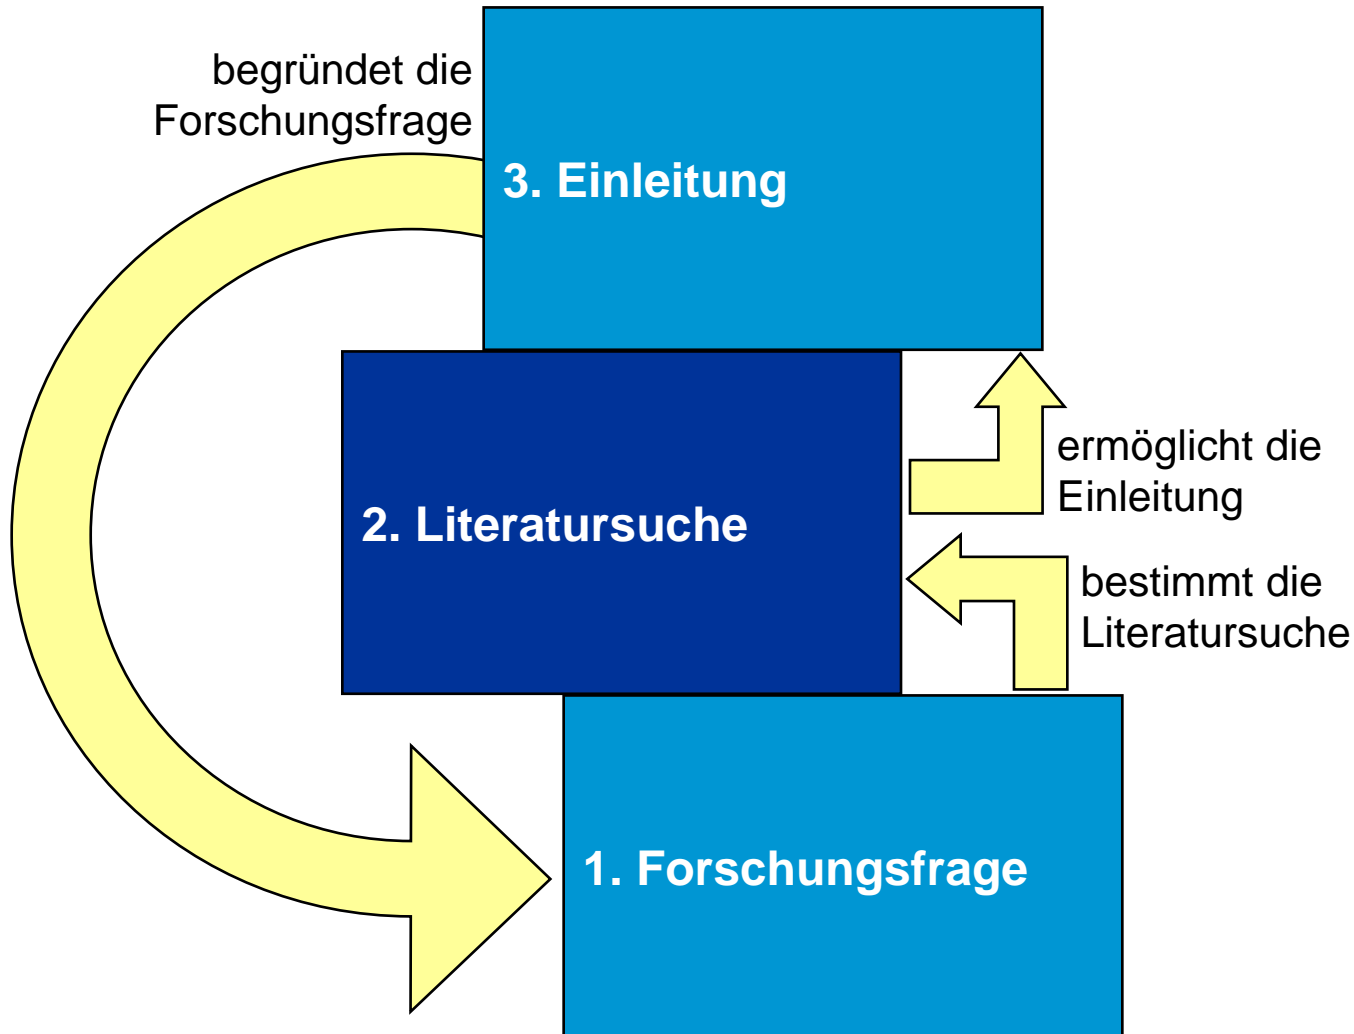 begründet die
Forschungsfrage
3. Einleitung
ermöglicht die
Einleitung
2. Literatursuche
bestimmt die
Literatursuche
1. Forschungsfrage